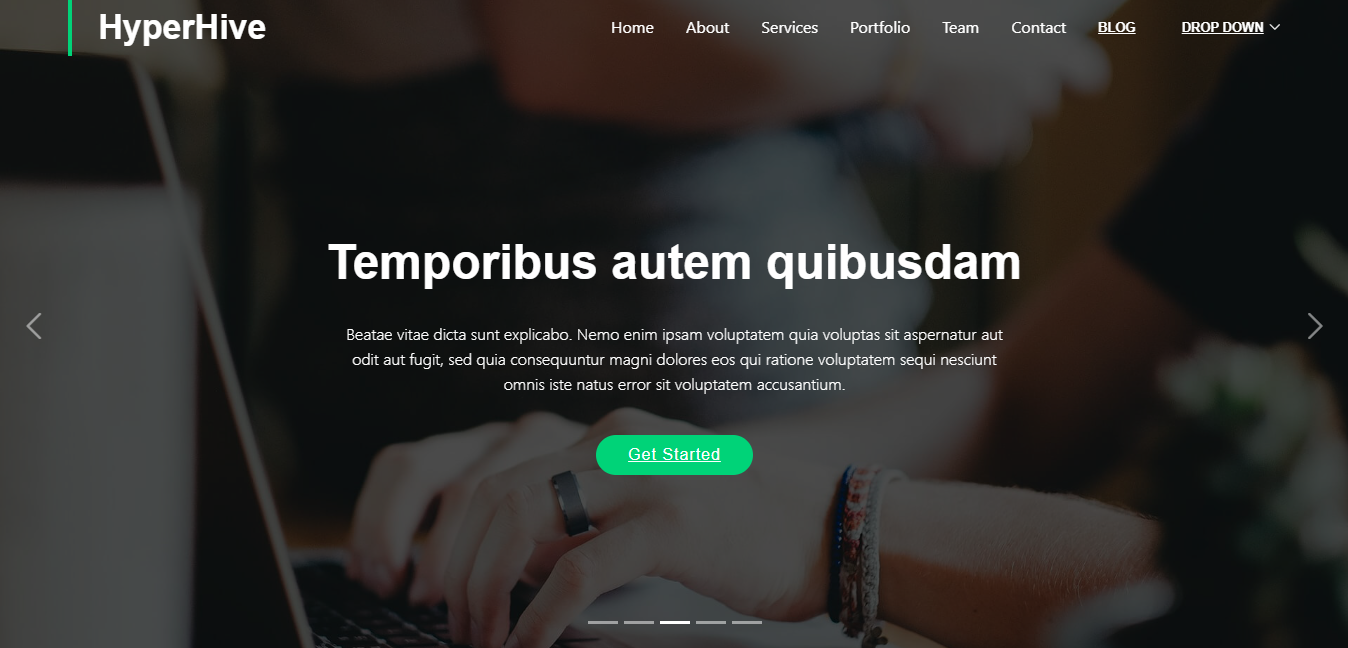 HyperHive
Home About Services Portfolio Team Contact BLOG DROP DOWN
Temporibus autem quibusdam
Beatae vitae dicta sunt explicabo. Nemo enim ipsam voluptatem quia voluptas sit aspernatur aut
odit aut fugit, sed quia consequuntur magni dolores eos qui ratione voluptatem sequi nesciunt
omnis iste natus error sit voluptatem accusantium.
Get Started